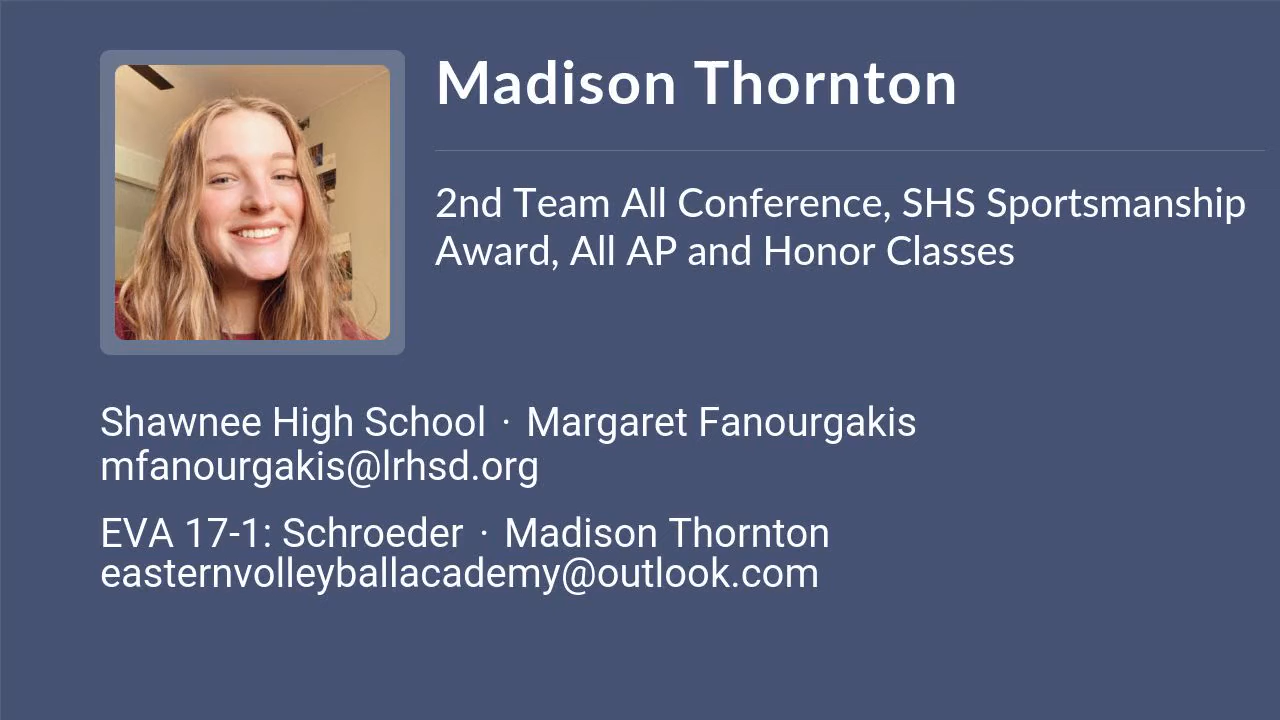 Madison Thornton
2nd Team All Conference, SHS Sportsmanship
Award, All AP and Honor Classes
Shawnee High School · Margaret Fanourgakis
mfanourgakis@lrhsd.org
EVA 17-1: Schroeder · Madison Thornton
easternvolleyballacademy@outlook.com